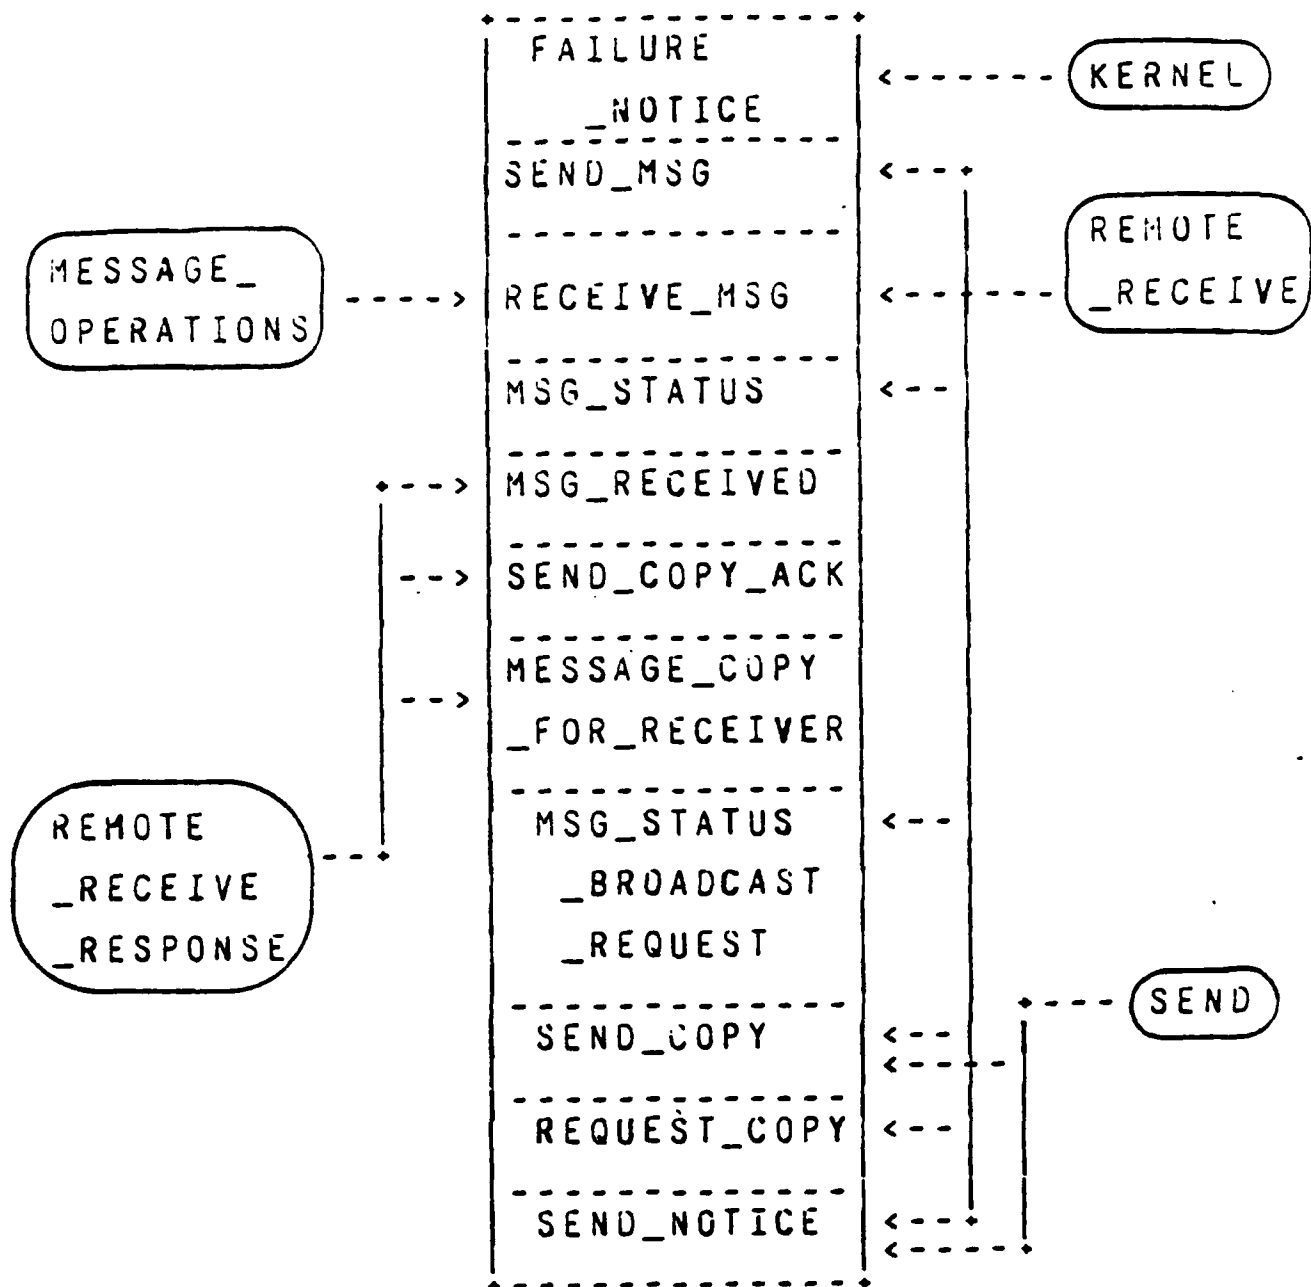 FAILURE
_NOTICE
KERNEL
SEND_MSG
MESSAGE_
OPERATIONS
RECEIVE_MSG
REMOTE
_RECEIVE
MSG_STATUS
MSG_RECEIVED
SEND_COPY_ACK
MESSAGE_COPY
_FOR_RECEIVER
REMOTE
_RECEIVE
_RESPONSE
MSG_STATUS
_BROADCAST
_REQUEST
SEND_COPY
SEND
REQUEST_COPY
SEND_NOTICE